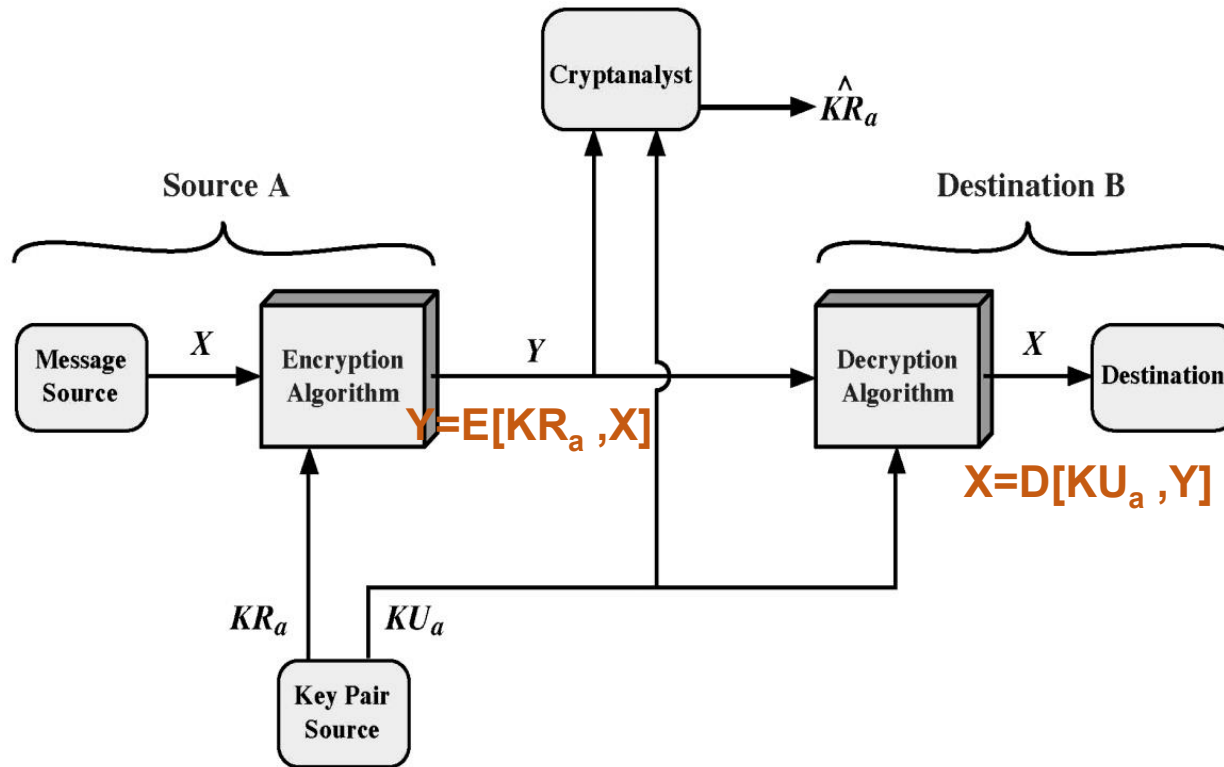 Cryptanalyst
K̂R_a
Source A
Destination B
Message
Source
X
Encryption
Algorithm
Y
Decryption
Algorithm
X
Destination
Y=E[KR_a ,X]
X=D[KU_a ,Y]
KR_a
KU_a
Key Pair
Source